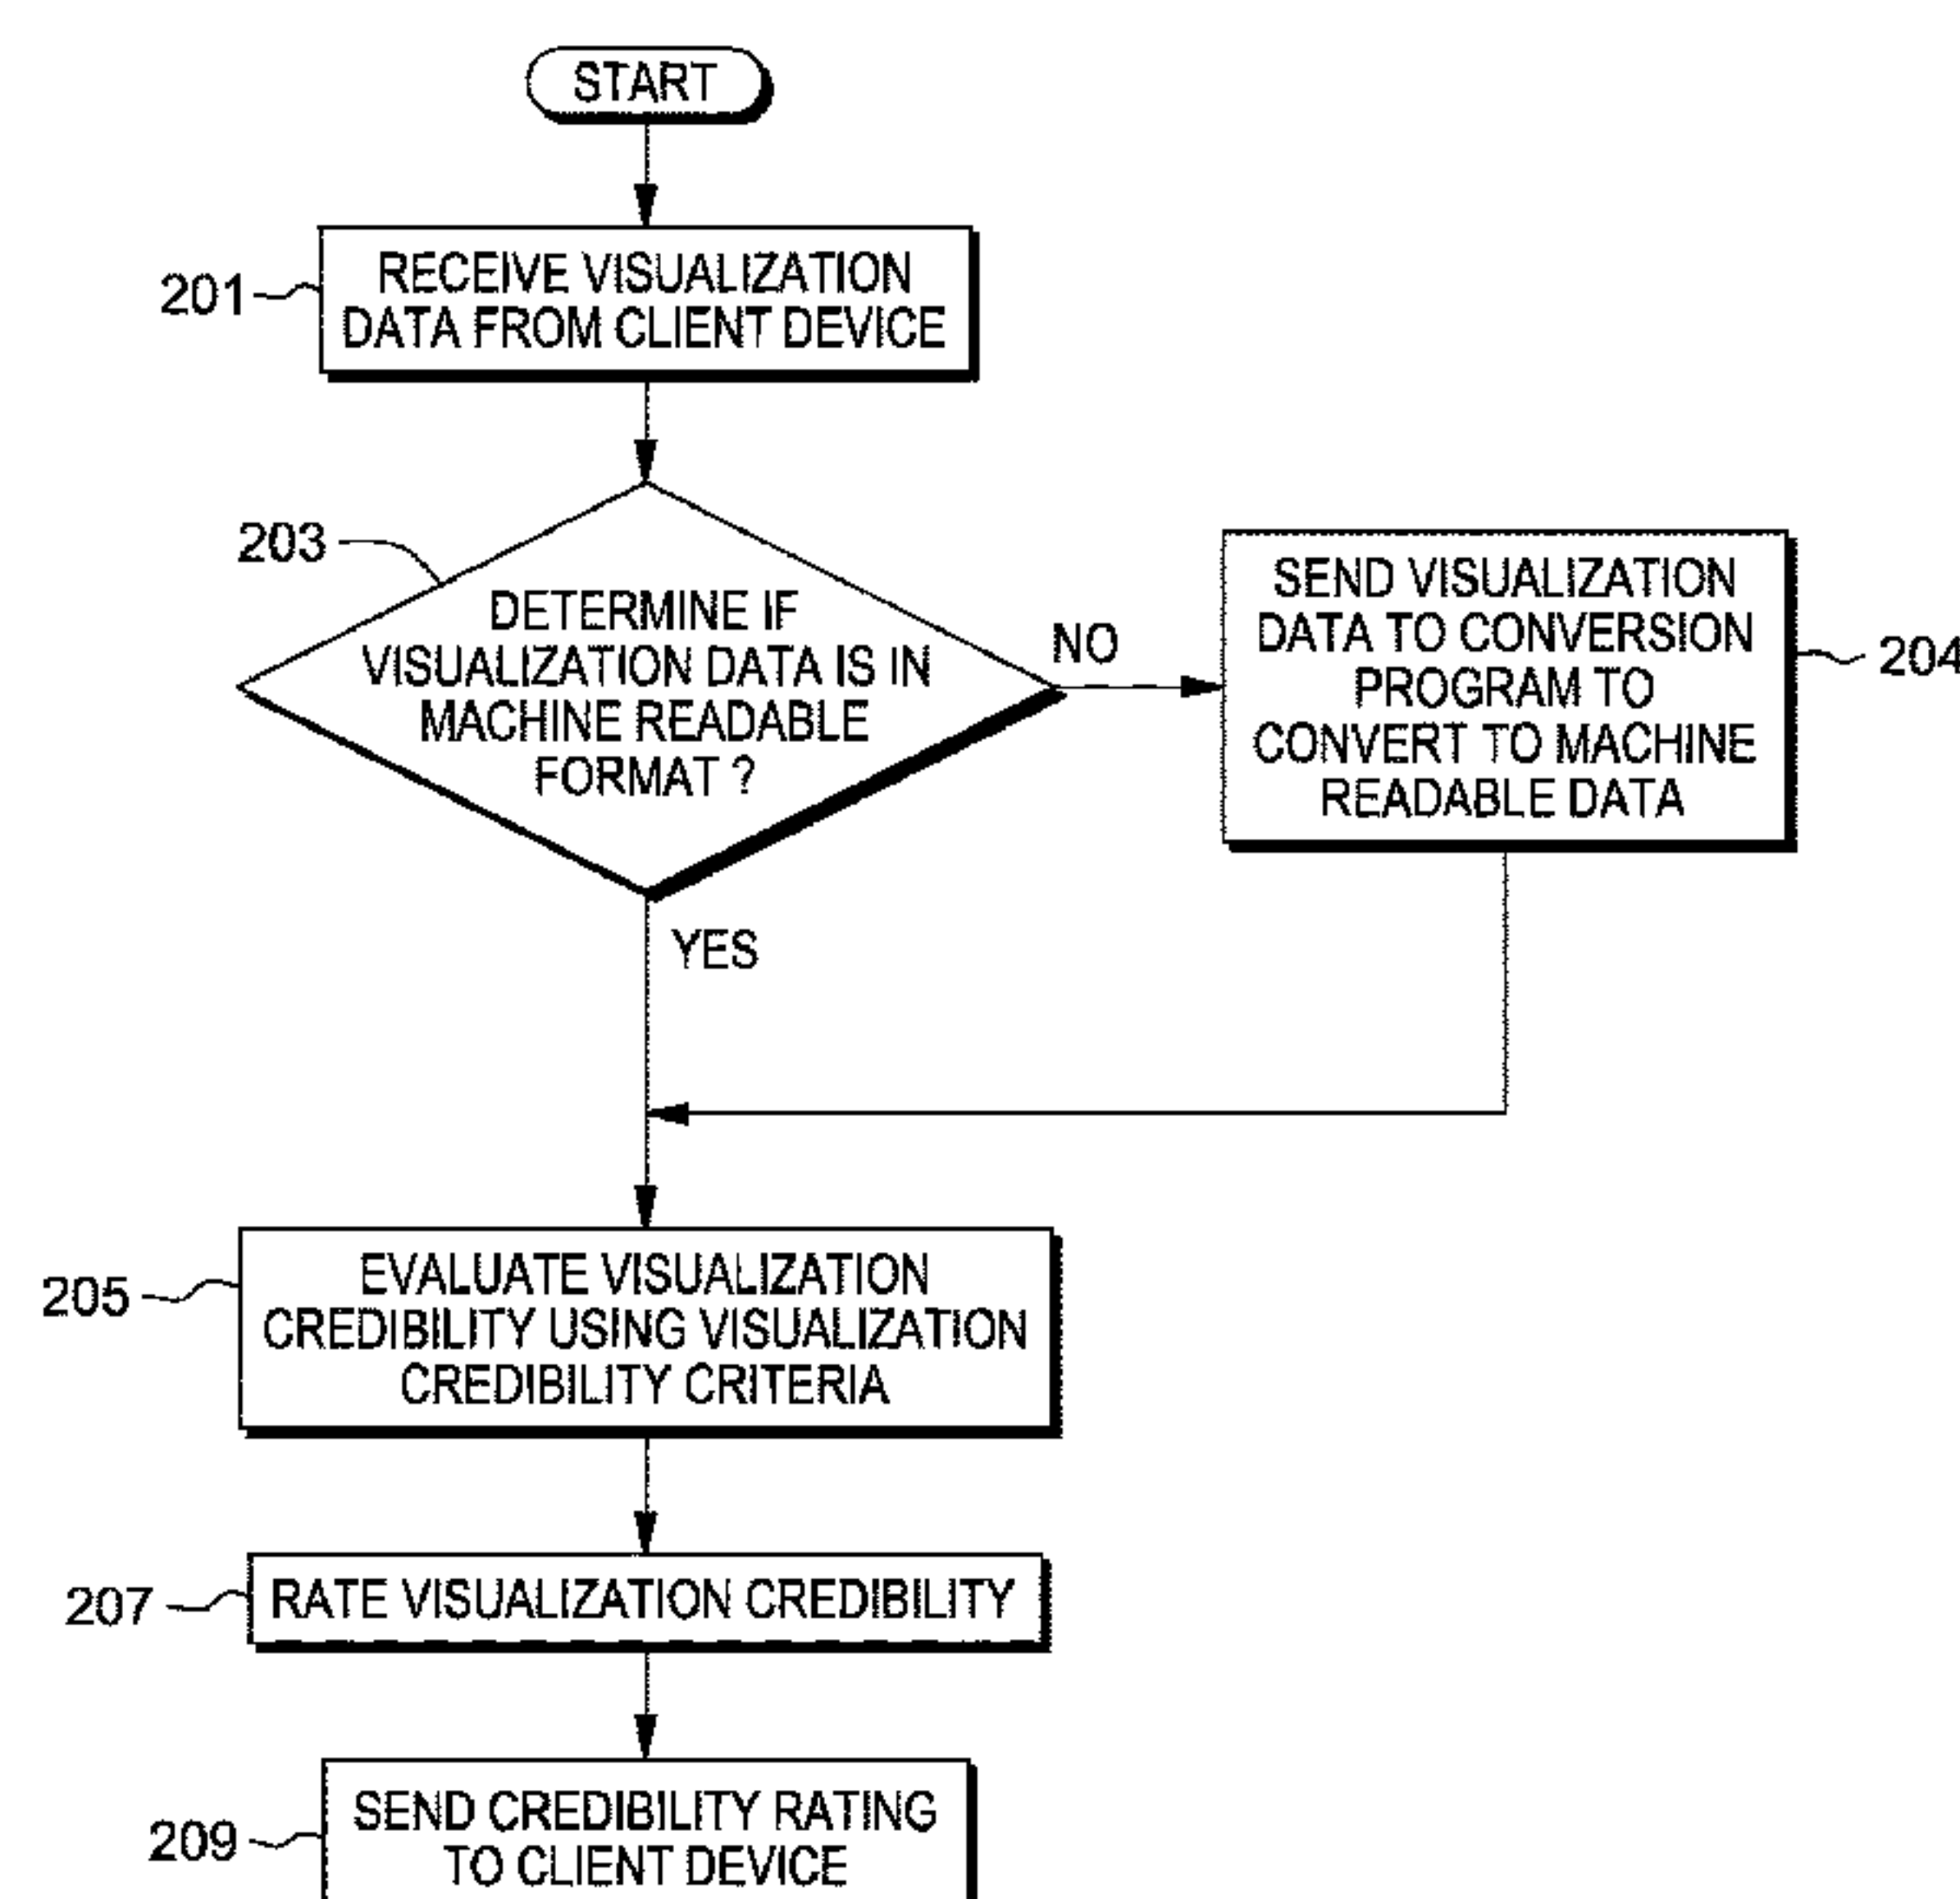 START
201
RECEIVE VISUALIZATION
DATA FROM CLIENT DEVICE
203
DETERMINE IF
VISUALIZATION DATA IS IN
MACHINE READABLE
FORMAT ?
NO
SEND VISUALIZATION
DATA TO CONVERSION
PROGRAM TO
CONVERT TO MACHINE
READABLE DATA
204
YES
205
EVALUATE VISUALIZATION
CREDIBILITY USING VISUALIZATION
CREDIBILITY CRITERIA
207
RATE VISUALIZATION CREDIBILITY
209
SEND CREDIBILITY RATING
TO CLIENT DEVICE